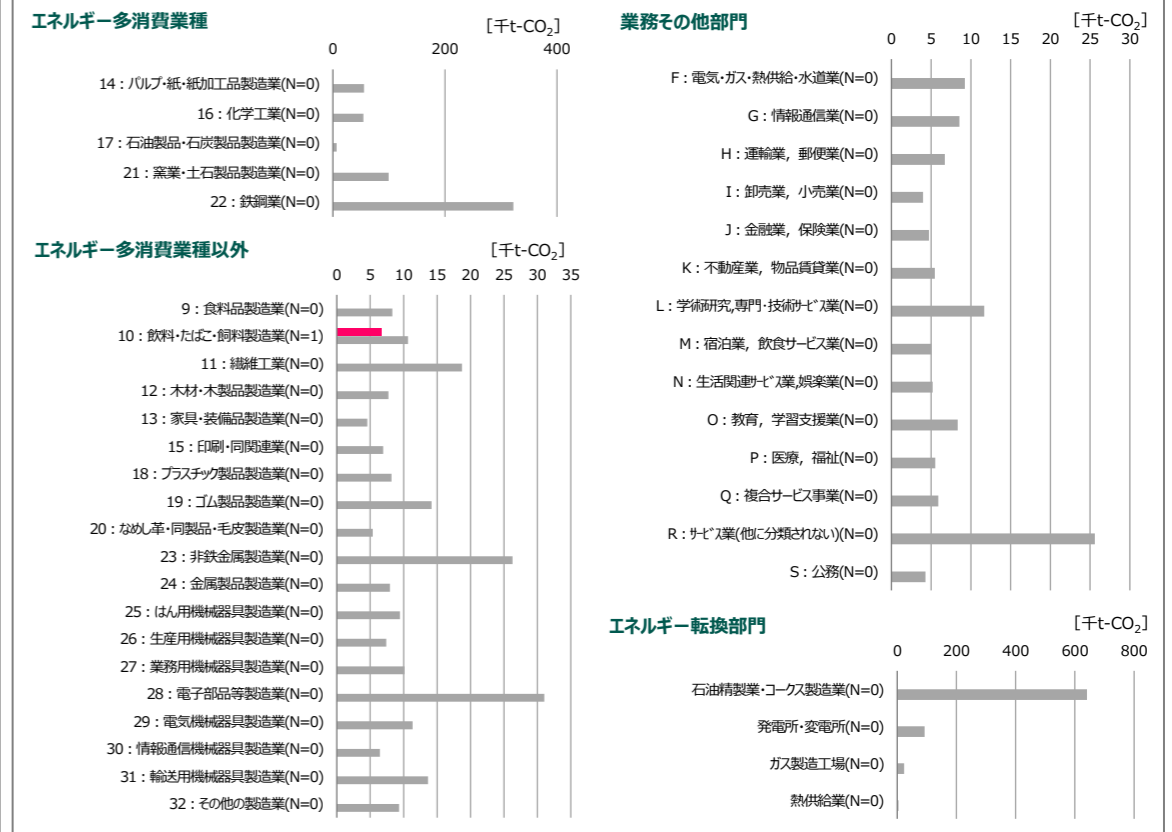 エネルギー多消費業種
[千t-CO₂]
0 200 400
14：パルプ・紙・紙加工品製造業(N=0)
16：化学工業(N=0)
17：石油製品・石炭製品製造業(N=0)
21：窯業・土石製品製造業(N=0)
22：鉄鋼業(N=0)
エネルギー多消費業種以外
[千t-CO₂]
0 5 10 15 20 25 30 35
9：食料品製造業(N=0)
10：飲料・たばこ・飼料製造業(N=1)
11：繊維工業(N=0)
12：木材・木製品製造業(N=0)
13：家具・装備品製造業(N=0)
15：印刷・同関連業(N=0)
18：プラスチック製品製造業(N=0)
19：ゴム製品製造業(N=0)
20：なめし革・同製品・毛皮製造業(N=0)
23：非鉄金属製造業(N=0)
24：金属製品製造業(N=0)
25：はん用機械器具製造業(N=0)
26：生産用機械器具製造業(N=0)
27：業務用機械器具製造業(N=0)
28：電子部品等製造業(N=0)
29：電気機械器具製造業(N=0)
30：情報通信機械器具製造業(N=0)
31：輸送用機械器具製造業(N=0)
32：その他の製造業(N=0)
業務その他部門
[千t-CO₂]
0 5 10 15 20 25 30
F：電気・ガス・熱供給・水道業(N=0)
G：情報通信業(N=0)
H：運輸業，郵便業(N=0)
I：卸売業，小売業(N=0)
J：金融業，保険業(N=0)
K：不動産業，物品賃貸業(N=0)
L：学術研究,専門・技術ｻｰﾋﾞｽ業(N=0)
M：宿泊業，飲食サービス業(N=0)
N：生活関連ｻｰﾋﾞｽ業,娯楽業(N=0)
O：教育，学習支援業(N=0)
P：医療，福祉(N=0)
Q：複合サービス事業(N=0)
R：ｻｰﾋﾞｽ業(他に分類されない)(N=0)
S：公務(N=0)
エネルギー転換部門
[千t-CO₂]
0 200 400 600 800
石油精製業・コークス製造業(N=0)
発電所・変電所(N=0)
ガス製造工場(N=0)
熱供給業(N=0)